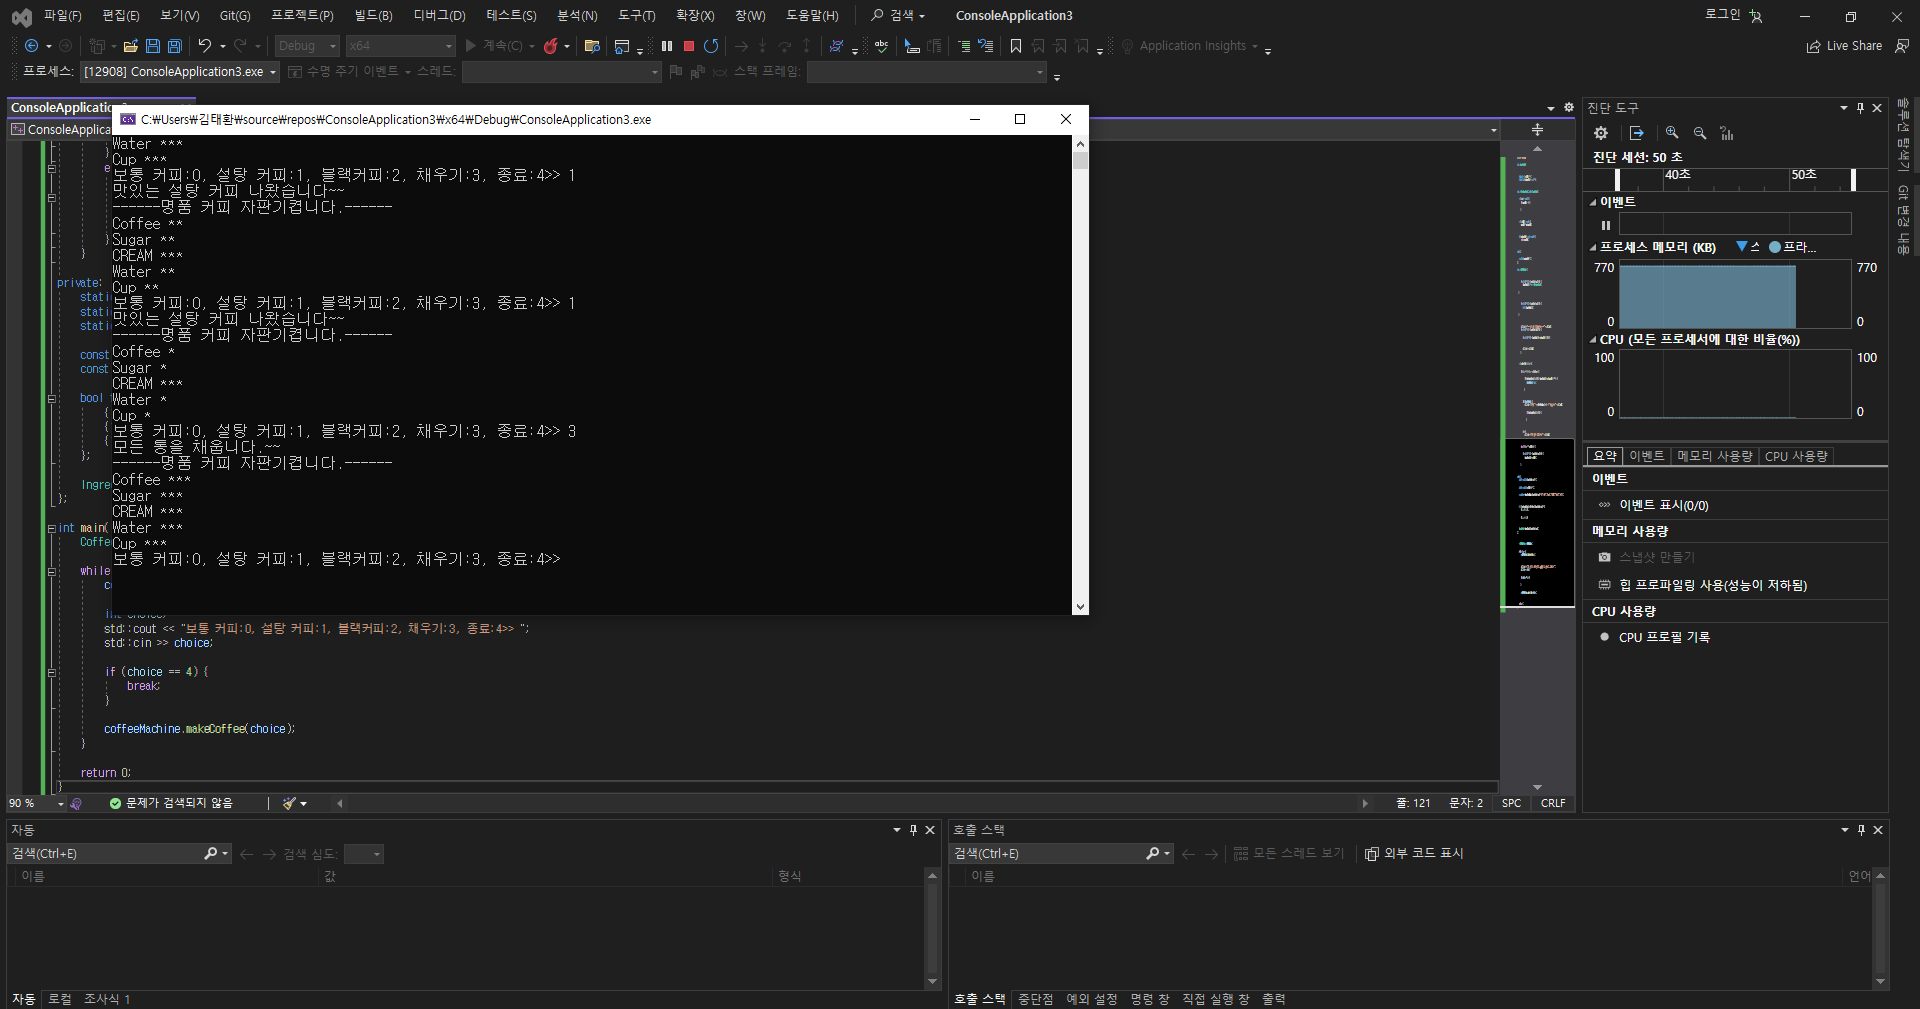 파일(F) 편집(E) 보기(V) Git(G) 프로젝트(P) 빌드(B) 디버그(D) 테스트(S) 분석(N) 도구(T) 확장(X) 창(W) 도움말(H) 검색 ConsoleApplication3 로그인
Debug x64 계속(C) Application Insights Live Share
프로세스: [12908] ConsoleApplication3.exe 수명 주기 이벤트 스레드: 스택 프레임:
ConsoleApplicatio
ConsoleApplica
C:₩Users₩김태환₩source₩repos₩ConsoleApplication3₩x64₩Debug₩ConsoleApplication3.exe
Water ***
Cup ***
보통 커피:0, 설탕 커피:1, 블랙커피:2, 채우기:3, 종료:4>> 1
맛있는 설탕 커피 나왔습니다~~
------명품 커피 자판기켭니다.------
Coffee **
Sugar **
CREAM ***
Water **
Cup **
보통 커피:0, 설탕 커피:1, 블랙커피:2, 채우기:3, 종료:4>> 1
맛있는 설탕 커피 나왔습니다~~
------명품 커피 자판기켭니다.------
Coffee *
Sugar *
CREAM ***
Water *
Cup *
보통 커피:0, 설탕 커피:1, 블랙커피:2, 채우기:3, 종료:4>> 3
모든 통을 채웁니다.~~
------명품 커피 자판기켭니다.------
Coffee ***
Sugar ***
CREAM ***
Water ***
Cup ***
보통 커피:0, 설탕 커피:1, 블랙커피:2, 채우기:3, 종료:4>>
}
e
}
}
private:
stati
stati
stati
const
const
bool
{
{
{
};
Ingre
};
int main(
Coffe
while
c
std::cout << "보통 커피:0, 설탕 커피:1, 블랙커피:2, 채우기:3, 종료:4>> ";
std::cin >> choice;
if (choice == 4) {
break;
}
coffeeMachine.makeCoffee(choice);
}
return 0;
}
90 % 문제가 검색되지 않음 줄: 121 문자: 2 SPC CRLF
진단 도구
진단 세션: 50 초
40초 50초
이벤트
프로세스 메모리 (KB) 스 프라...
770 770
0 0
CPU (모든 프로세서에 대한 비율(%))
100 100
0 0
요약 이벤트 메모리 사용량 CPU 사용량
이벤트
이벤트 표시(0/0)
메모리 사용량
스냅샷 만들기
힙 프로파일링 사용(성능이 저하됨)
CPU 사용량
CPU 프로필 기록
솔루션 탐색기
Git 변경 내용
자동
검색(Ctrl+E) 검색 심도:
이름 값 형식
자동 로컬 조사식 1
호출 스택
검색(Ctrl+E) 모든 스레드 보기 외부 코드 표시
이름 언어
호출 스택 중단점 예외 설정 명령 창 직접 실행 창 출력